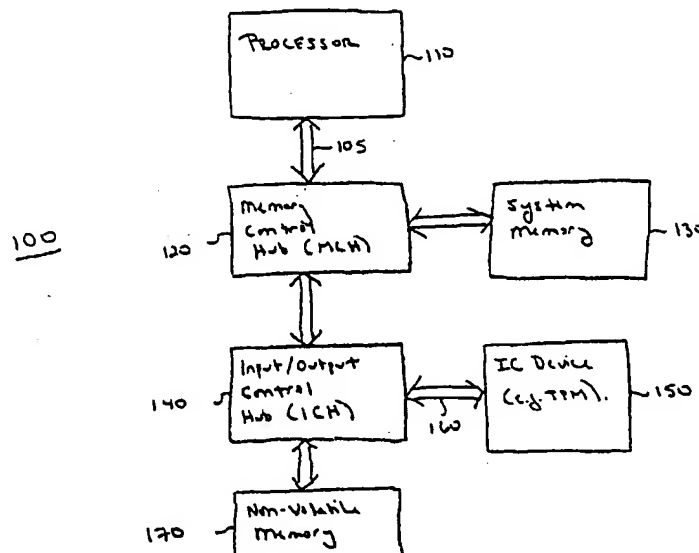 PROCESSOR
110
105
Memory
Control
Hub (MCH)
120
System
Memory
130
100
Input/Output
Control
Hub (ICH)
140
160
IC Device
(e.g. TPM).
150
Non-Volatile
Memory
170